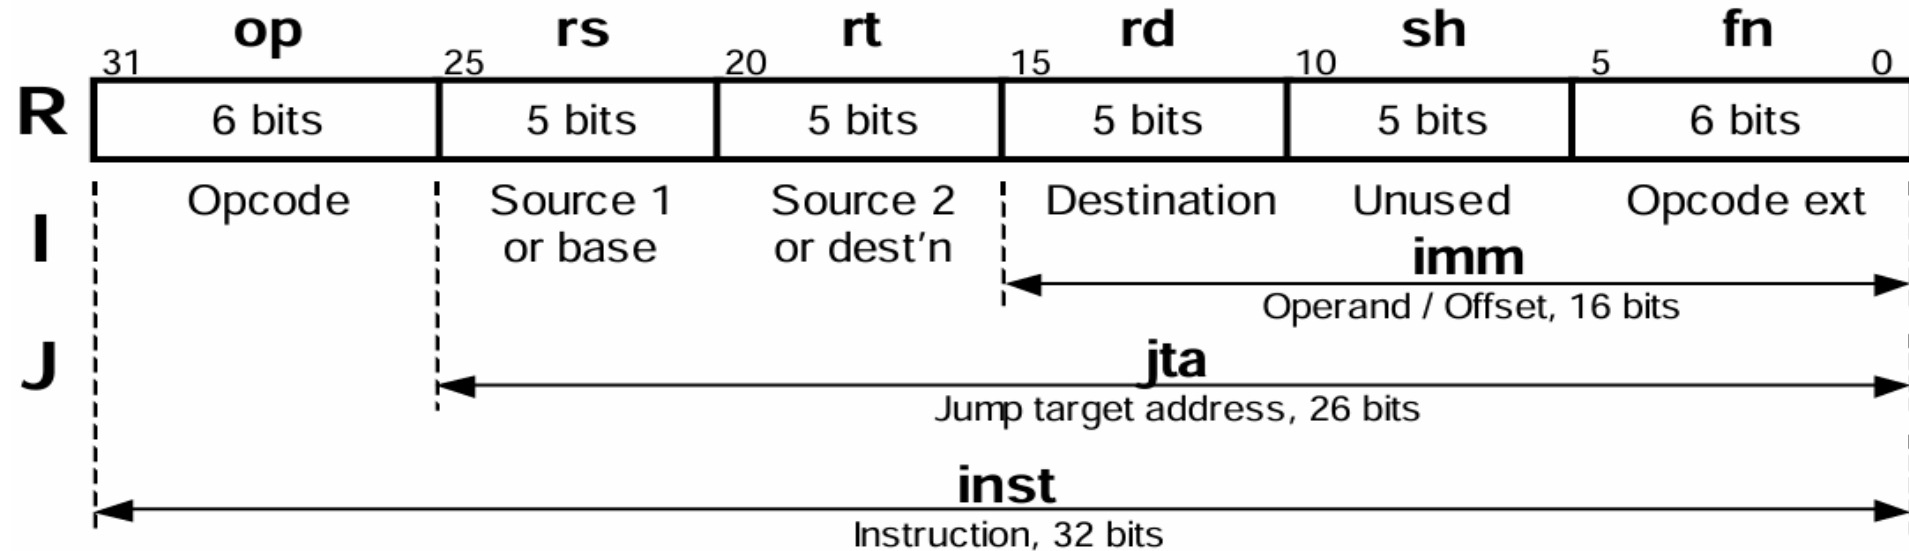 op rs rt rd sh fn
31 25 20 15 10 5 0
R 6 bits 5 bits 5 bits 5 bits 5 bits 6 bits
Opcode Source 1 Source 2 Destination Unused Opcode ext
I or base or dest'n imm
Operand / Offset, 16 bits
J jta
Jump target address, 26 bits
inst
Instruction, 32 bits